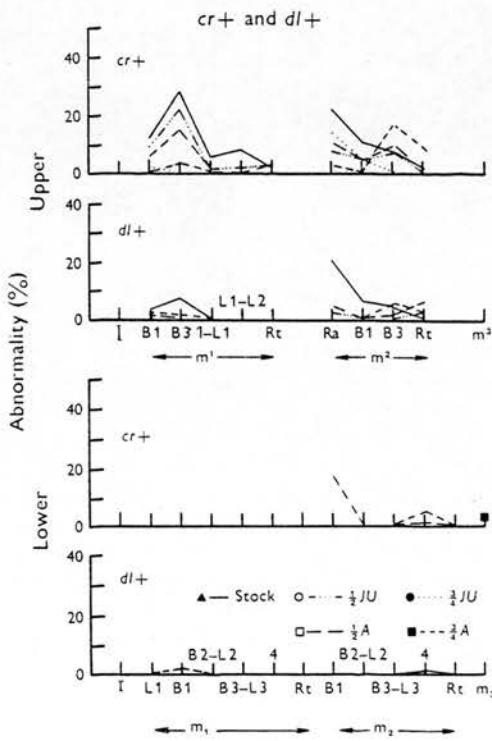 cr+ and dl+
Abnormality (%)
Upper
cr+
40
20
0
dl+
40
20
0
L1–L2
I B1 B3 1–L1 Rt Ra B1 B3 Rt m³
m¹ m²
Lower
cr+
40
20
0
dl+
40
20
0
▲— Stock ○ ½ JU ● ¾ JU
□ ½ A ■ ¾ A
B2–L2 4 B2–L2 4
I L1 B1 B3–L3 Rt B1 B3–L3 Rt m₃
m₁ m₂